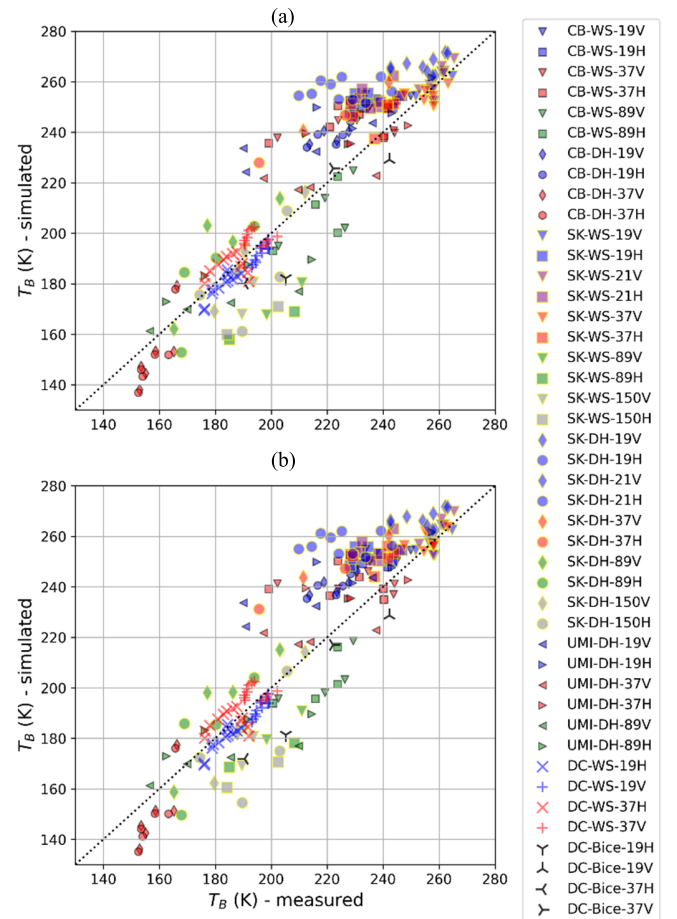 (a)
280
260
240
220
200
180
160
140
T_B (K) - simulated
140 160 180 200 220 240 260 280
(b)
280
260
240
220
200
180
160
140
T_B (K) - simulated
140 160 180 200 220 240 260 280
T_B (K) - measured
CB-WS-19V
CB-WS-19H
CB-WS-37V
CB-WS-37H
CB-WS-89V
CB-WS-89H
CB-DH-19V
CB-DH-19H
CB-DH-37V
CB-DH-37H
SK-WS-19V
SK-WS-19H
SK-WS-21V
SK-WS-21H
SK-WS-37V
SK-WS-37H
SK-WS-89V
SK-WS-89H
SK-WS-150V
SK-WS-150H
SK-DH-19V
SK-DH-19H
SK-DH-21V
SK-DH-21H
SK-DH-37V
SK-DH-37H
SK-DH-89V
SK-DH-89H
SK-DH-150V
SK-DH-150H
UMI-DH-19V
UMI-DH-19H
UMI-DH-37V
UMI-DH-37H
UMI-DH-89V
UMI-DH-89H
DC-WS-19H
DC-WS-19V
DC-WS-37H
DC-WS-37V
DC-Bice-19H
DC-Bice-19V
DC-Bice-37H
DC-Bice-37V